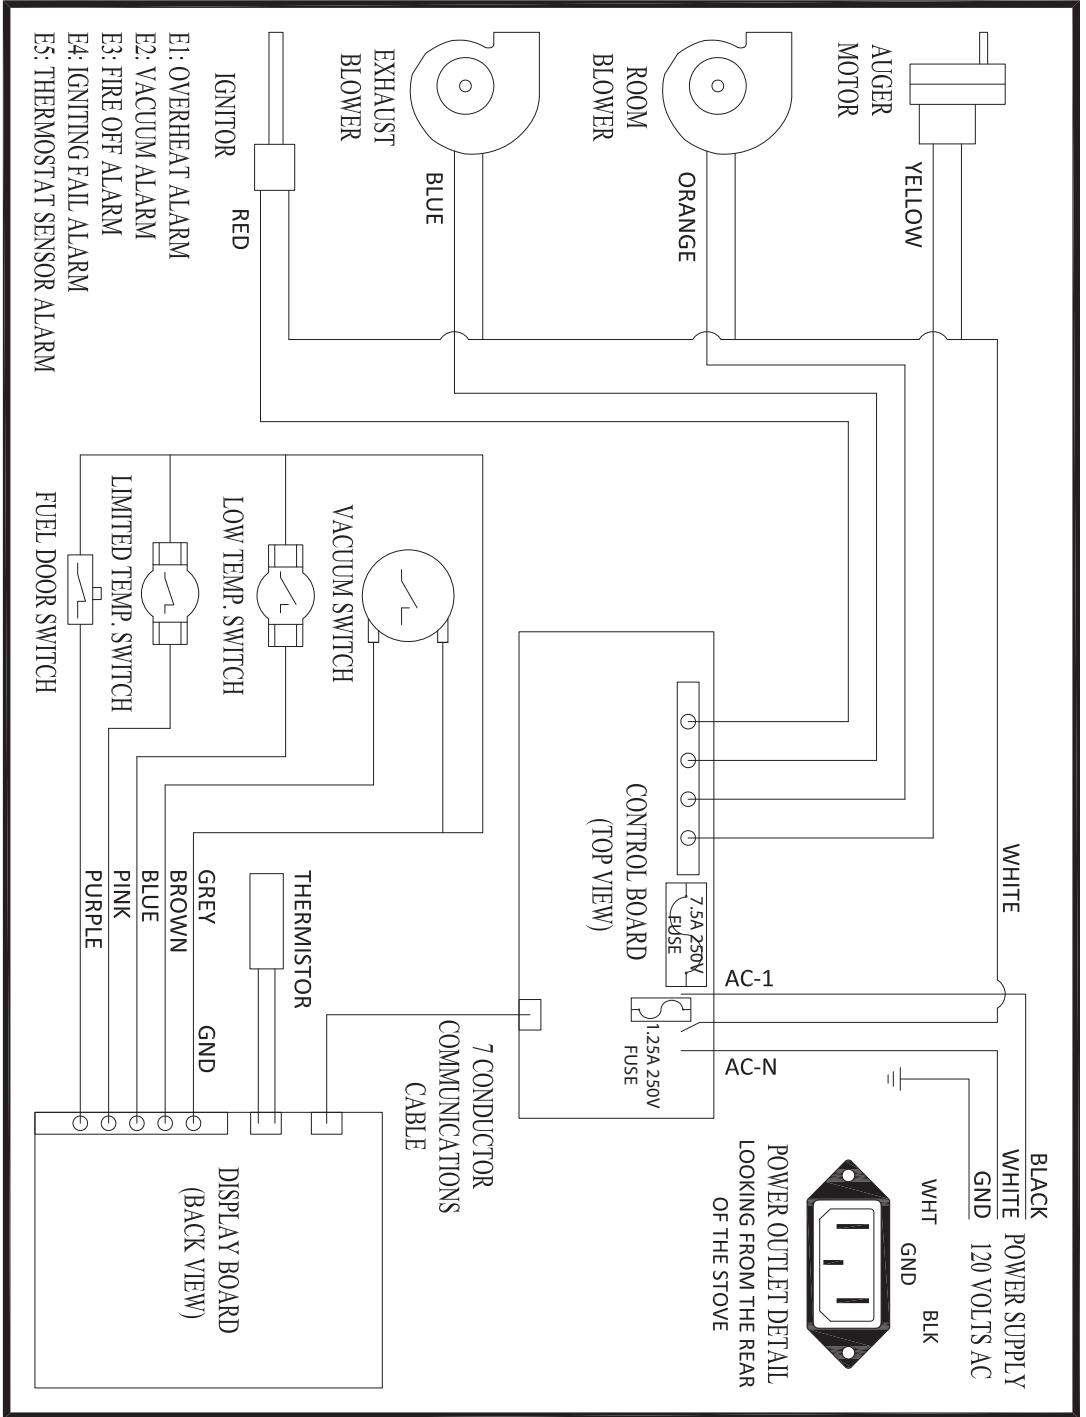 AUGER
MOTOR
YELLOW
ROOM
BLOWER
ORANGE
EXHAUST
BLOWER
BLUE
IGNITOR
RED
E1: OVERHEAT ALARM
E2: VACUUM ALARM
E3: FIRE OFF ALARM
E4: IGNITING FAIL ALARM
E5: THERMOSTAT SENSOR ALARM
WHITE
CONTROL BOARD
(TOP VIEW)
7.5A 250V
FUSE
AC-1
1.25A 250V
FUSE
AC-N
VACUUM SWITCH
LOW TEMP. SWITCH
LIMITED TEMP. SWITCH
FUEL DOOR SWITCH
THERMISTOR
GREY
GND
BROWN
BLUE
PINK
PURPLE
7 CONDUCTOR
COMMUNICATIONS
CABLE
BLACK
WHITE
GND
POWER SUPPLY
120 VOLTS AC
WHT
GND
BLK
POWER OUTLET DETAIL
LOOKING FROM THE REAR
OF THE STOVE
DISPLAY BOARD
(BACK VIEW)